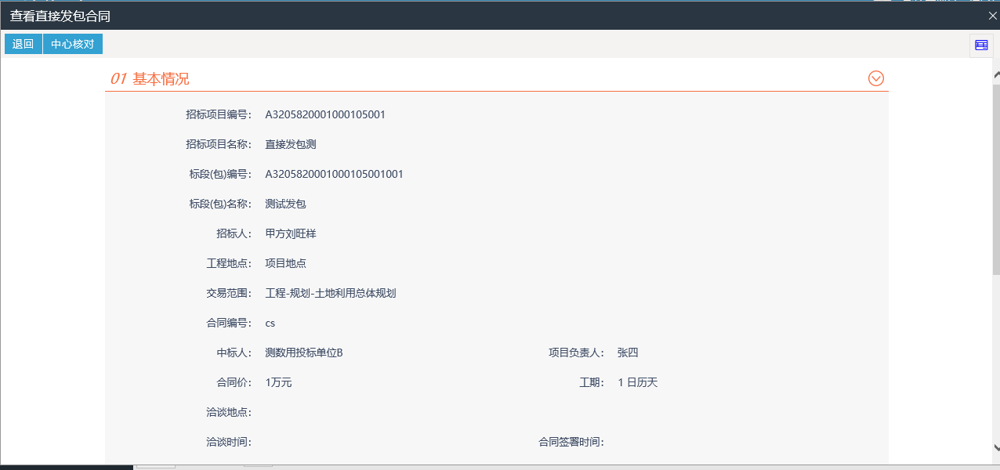 查看直接发包合同
退回 中心核对
01 基本情况
招标项目编号： A3205820001000105001
招标项目名称： 直接发包测
标段(包)编号： A3205820001000105001001
标段(包)名称： 测试发包
招标人： 甲方刘旺样
工程地点： 项目地点
交易范围： 工程-规划-土地利用总体规划
合同编号： cs
中标人： 测数用投标单位B 项目负责人： 张四
合同价： 1万元 工期： 1 日历天
洽谈地点：
洽谈时间： 合同签署时间：